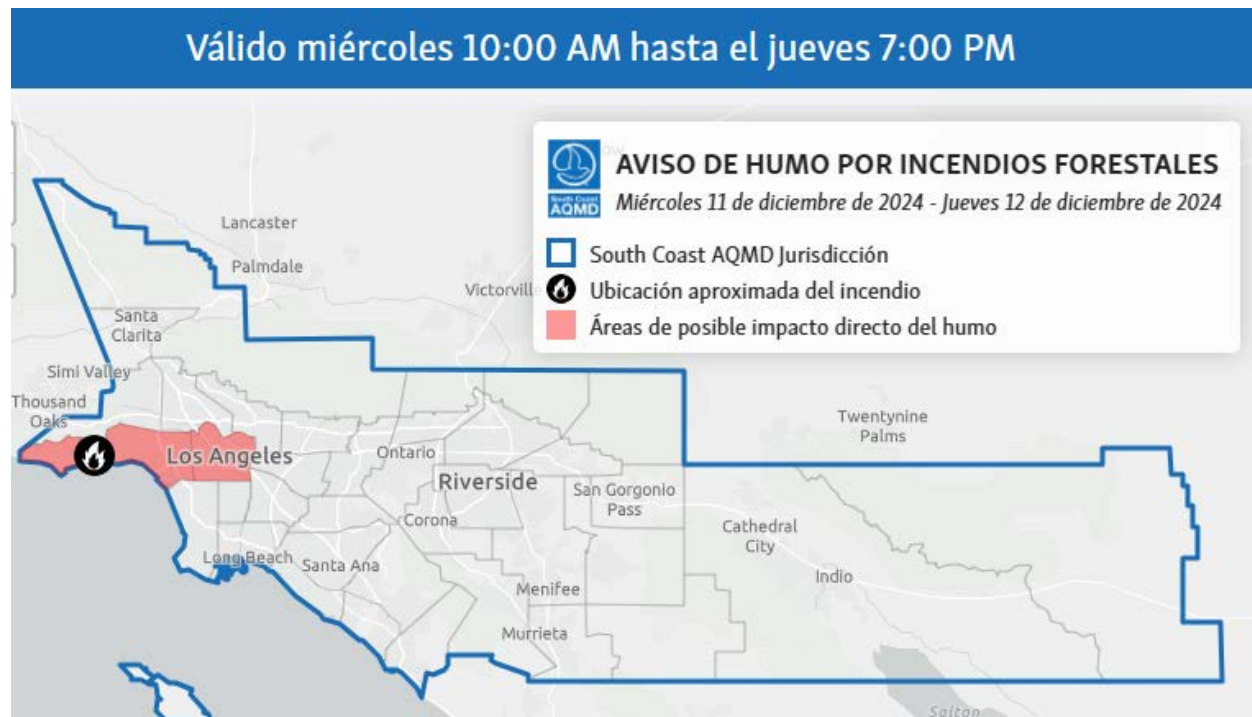 Válido miércoles 10:00 AM hasta el jueves 7:00 PM
AVISO DE HUMO POR INCENDIOS FORESTALES
South Coast
AQMD
Miércoles 11 de diciembre de 2024 - Jueves 12 de diciembre de 2024
South Coast AQMD Jurisdicción
Ubicación aproximada del incendio
Áreas de posible impacto directo del humo
Lancaster
Palmdale
Victorville
Santa
Clarita
Simi Valley
Thousand
Oaks
Los Angeles
Ontario
Riverside
Twentynine
Palms
San Gorgonio
Pass
Corona
Cathedral
City
Long Beach
Santa Ana
Indio
Menifee
Murrieta
Salton